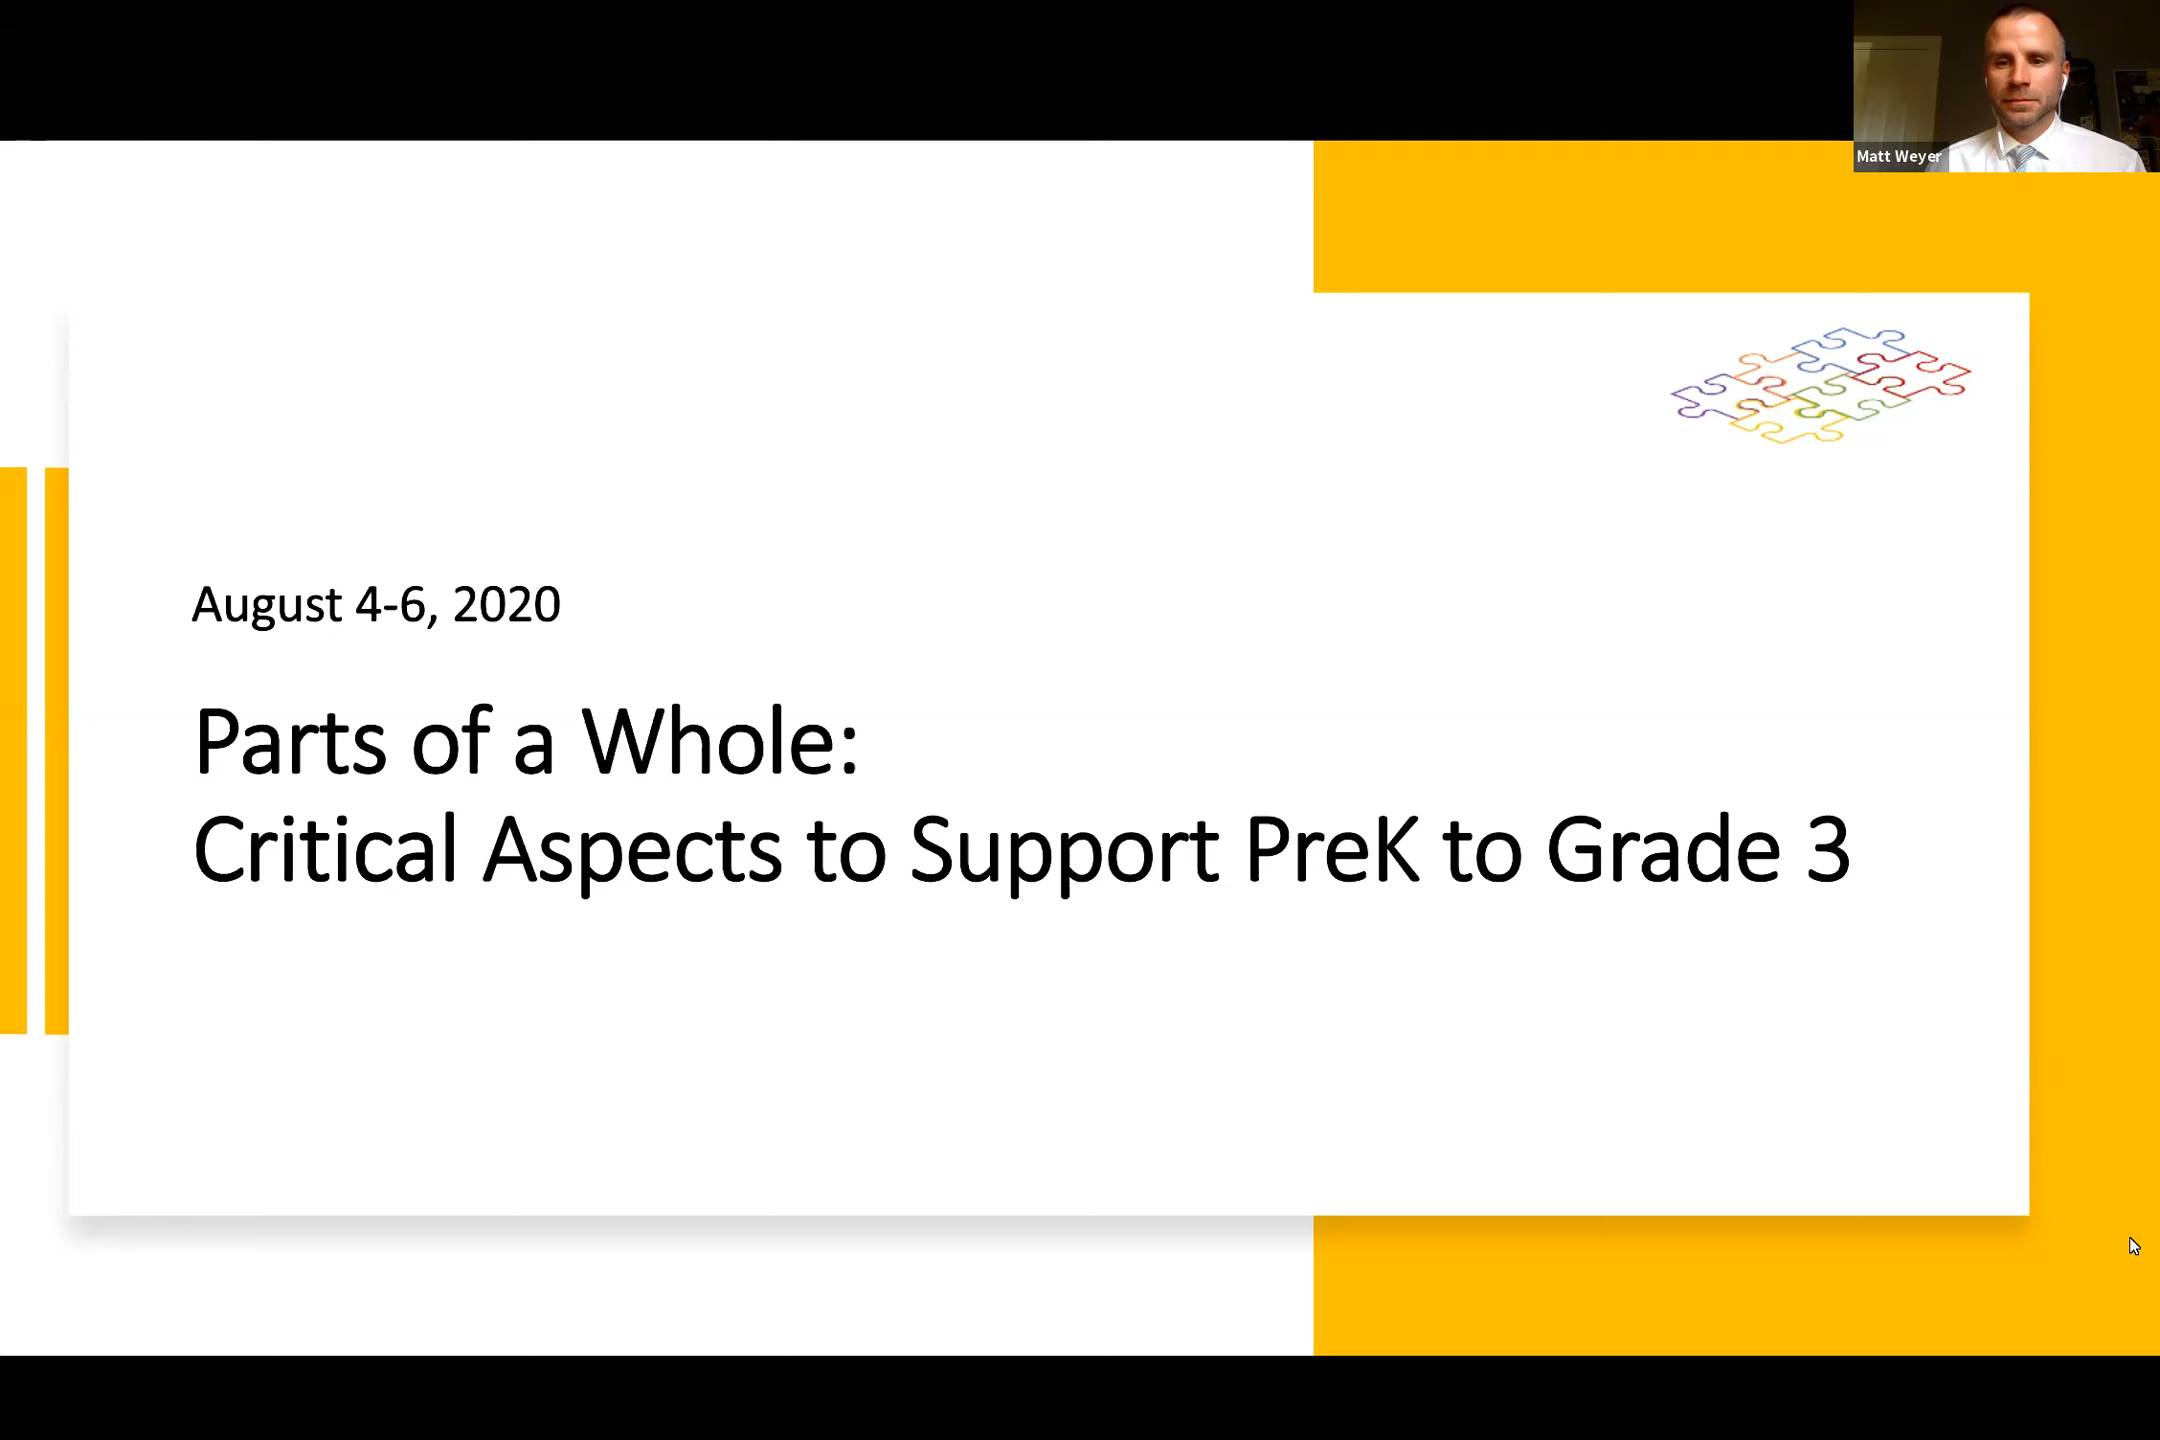 Matt Weyer
August 4-6, 2020
Parts of a Whole:
Critical Aspects to Support PreK to Grade 3